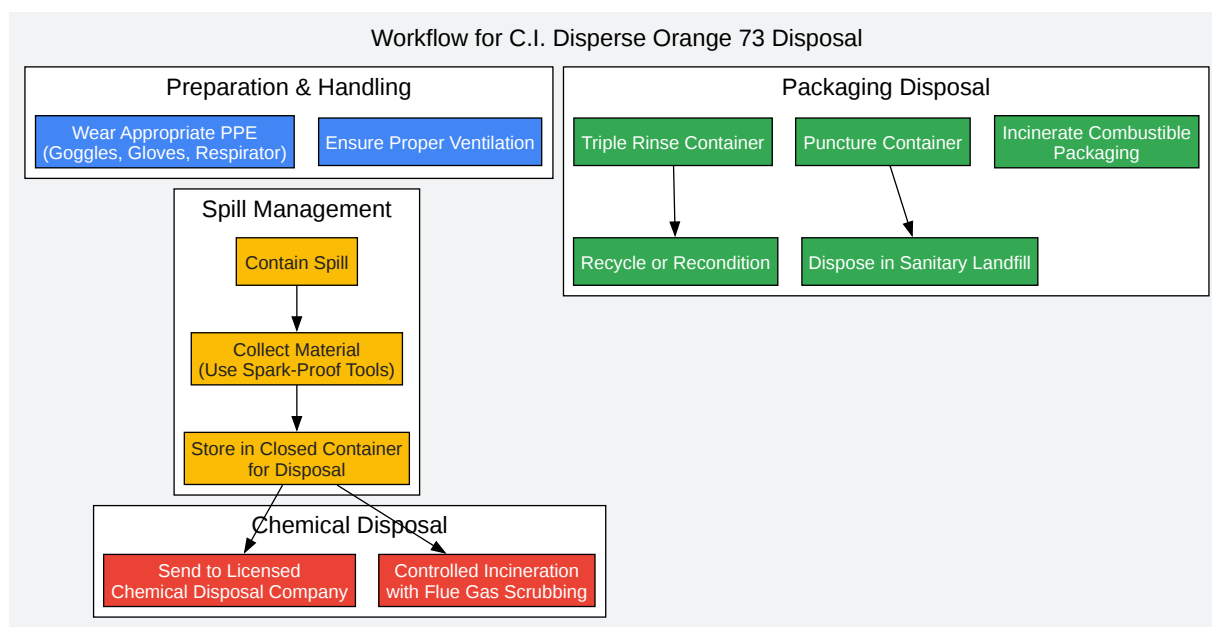 Workflow for C.I. Disperse Orange 73 Disposal
Preparation & Handling
Wear Appropriate PPE
(Goggles, Gloves, Respirator)
Ensure Proper Ventilation
Packaging Disposal
Triple Rinse Container
Puncture Container
Incinerate Combustible
Packaging
Recycle or Recondition
Dispose in Sanitary Landfill
Spill Management
Contain Spill
Collect Material
(Use Spark-Proof Tools)
Store in Closed Container
for Disposal
Chemical Disposal
Send to Licensed
Chemical Disposal Company
Controlled Incineration
with Flue Gas Scrubbing